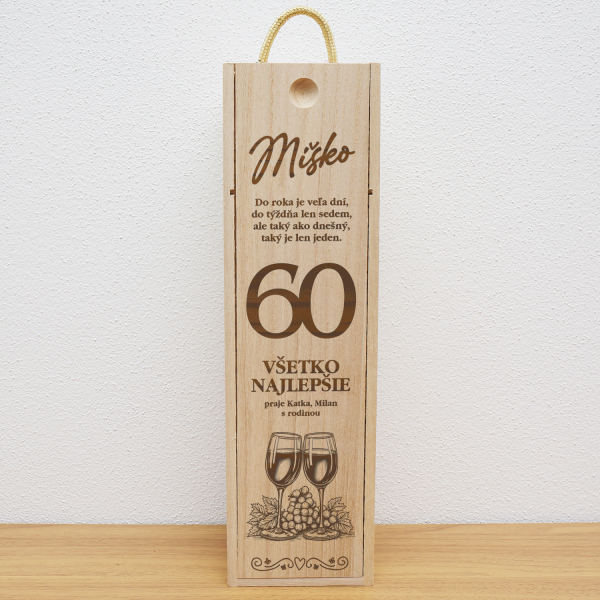 Miško
Do roka je veľa dní,
do týždňa len sedem,
ale taký ako dnešný,
taký je len jeden.
60
VŠETKO
NAJLEPŠIE
praje Katka, Milan
s rodinou